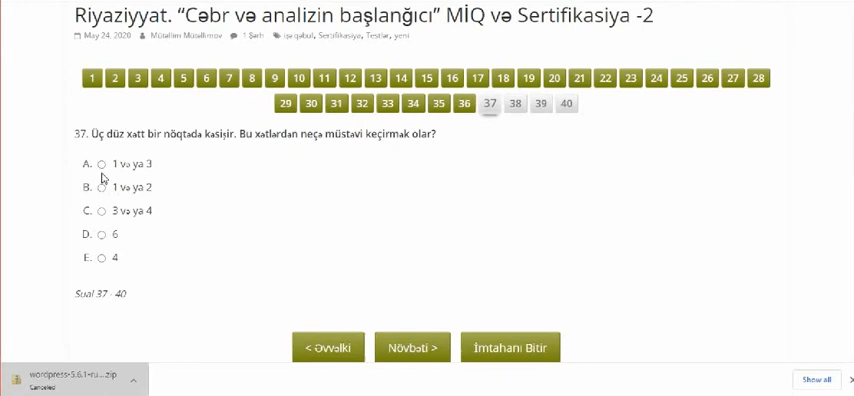 Riyaziyyat. “Cəbr və analizin başlanğıcı” MİQ və Sertifikasiya -2
May 24, 2020 Müəllim Mütəllimov 1 Şərh işə qəbul, Sertifikasiya, Testlər, yeni
1 2 3 4 5 6 7 8 9 10 11 12 13 14 15 16 17 18 19 20 21 22 23 24 25 26 27 28
29 30 31 32 33 34 35 36 37 38 39 40
37. Üç düz xətt bir nöqtədə kəsişir. Bu xətlərdən neçə müstəvi keçirmək olar?
A. 1 və ya 3
B. 1 və ya 2
C. 3 və ya 4
D. 6
E. 4
Sual 37 - 40
< Əvvəlki Növbəti > İmtahanı Bitir
wordpress-5.6.1-ru....zip
Canceled
Show all